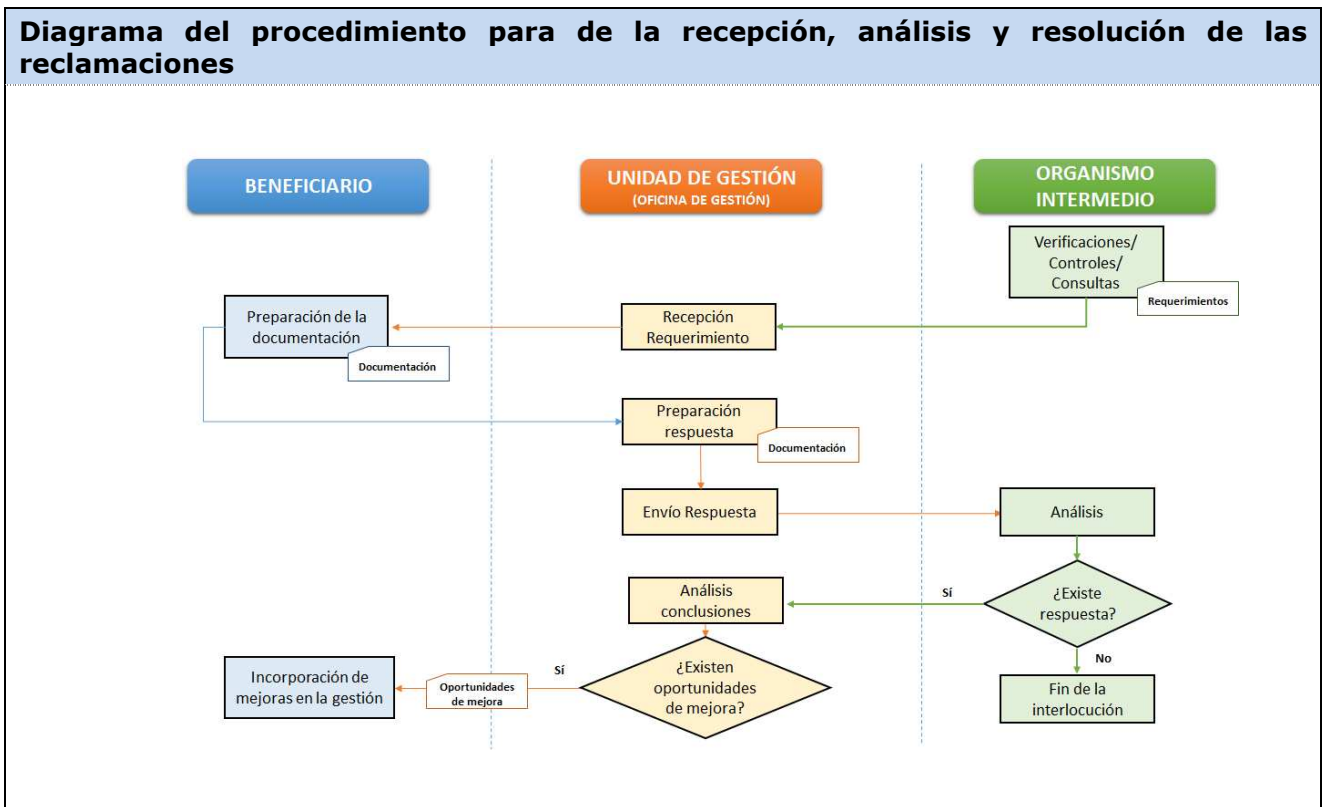 Diagrama del procedimiento para de la recepción, análisis y resolución de las
reclamaciones
BENEFICIARIO
UNIDAD DE GESTIÓN
(OFICINA DE GESTIÓN)
ORGANISMO
INTERMEDIO
Verificaciones/
Controles/
Consultas
Requerimientos
Preparación de la
documentación
Documentación
Recepción
Requerimiento
Preparación
respuesta
Documentación
Envío Respuesta
Análisis
Análisis
conclusiones
Sí
¿Existe
respuesta?
No
Incorporación de
mejoras en la gestión
Oportunidades
de mejora
Sí
¿Existen
oportunidades
de mejora?
Fin de la
interlocución